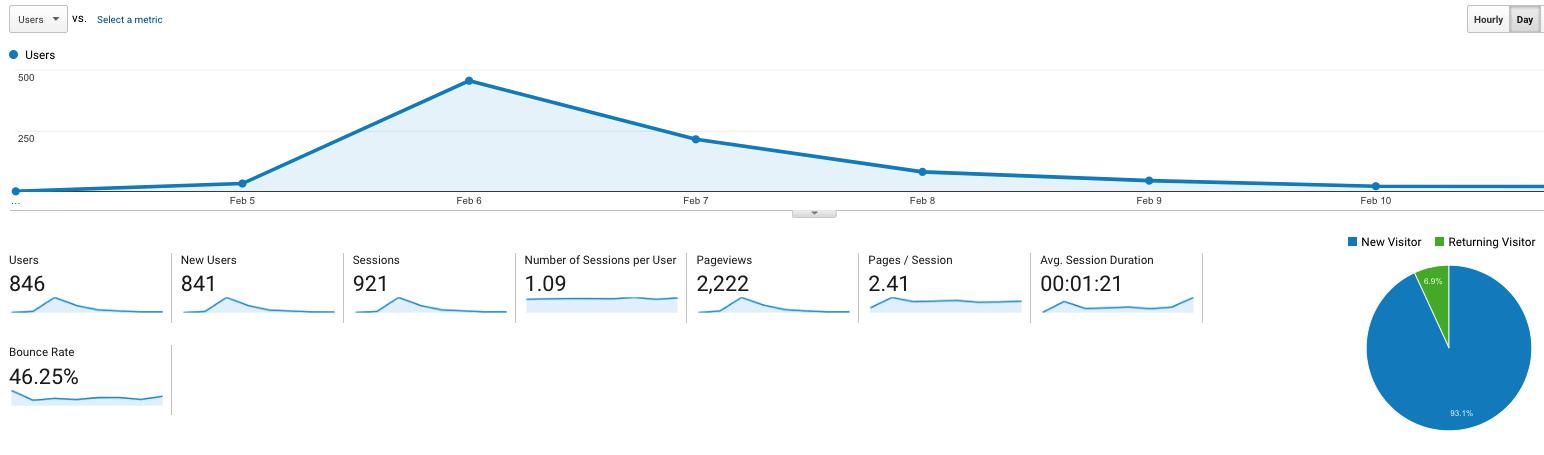 Users vs. Select a metric Hourly Day
Users
500
250
... Feb 5 Feb 6 Feb 7 Feb 8 Feb 9 Feb 10
New Visitor Returning Visitor
Users New Users Sessions Number of Sessions per User Pageviews Pages / Session Avg. Session Duration
846 841 921 1.09 2,222 2.41 00:01:21
6.9%
Bounce Rate
46.25%
93.1%